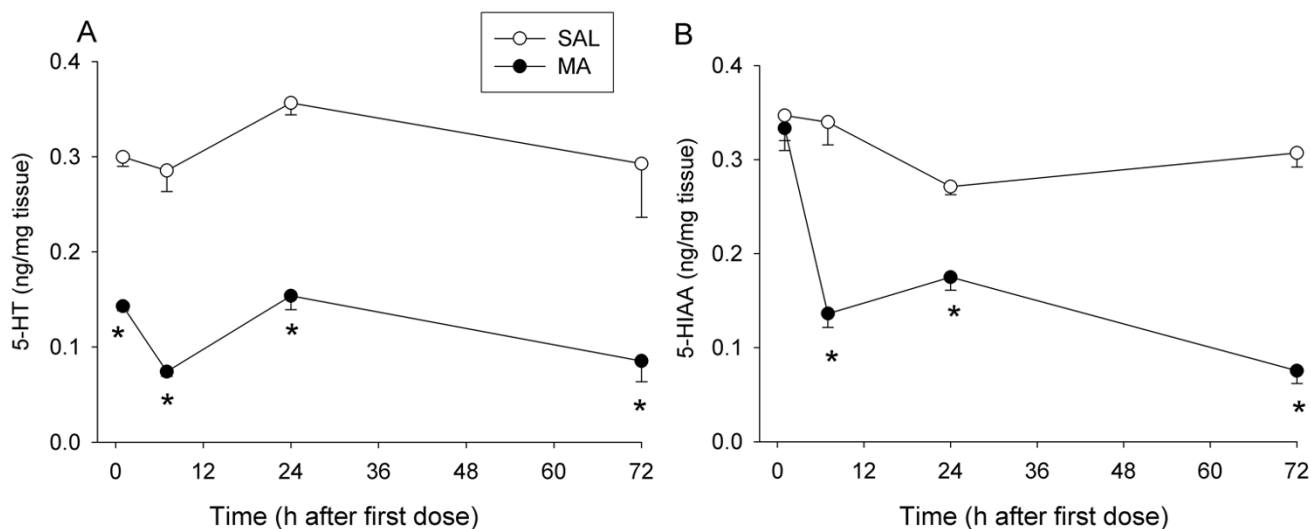 A
SAL
MA
5-HT (ng/mg tissue)
0.4
0.3
0.2
0.1
0.0
*
*
*
*
0 12 24 36 48 60 72
Time (h after first dose)
B
5-HIAA (ng/mg tissue)
0.4
0.3
0.2
0.1
0.0
*
*
*
0 12 24 36 48 60 72
Time (h after first dose)